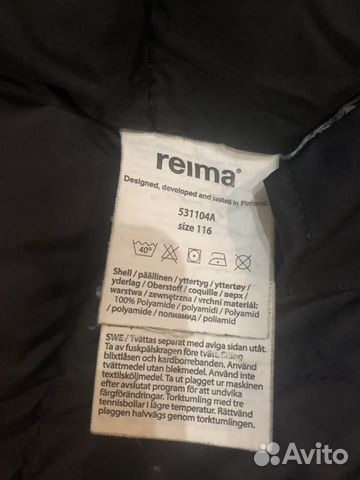 reima®
Designed, developed and tested in Finland.
531104A
size 116
40°
Shell / päällinen / yttertyg / yttertøy /
yderlag / Oberstoff / coquille / верх /
warstwa / zewnętrzna / vrchní materiál:
100% Polyamide / polyamidi / Polyamid
/ polyamide / полиамид / poliamid
SWE / Tvättas separat med aviga sidan utåt.
Ta av fuskpälskragen före tvätt. Stäng
blixtlåsen och kardborrebanden. Använd
tvättmedel utan blekmedel. Använd inte
textilsköljmedel. Ta ut plagget ur maskinen
efter avslutat program för att undvika
färgförändringar. Torktumlas med tre
tennisbollar i lägre temperatur. Rättvänd
plaggen halvvägs genom torktumlingen.
Avito